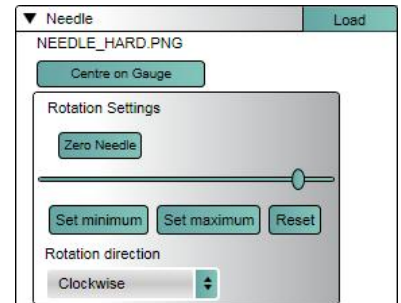 Needle Load
NEEDLE_HARD.PNG
Centre on Gauge
Rotation Settings
Zero Needle
Set minimum Set maximum Reset
Rotation direction
Clockwise